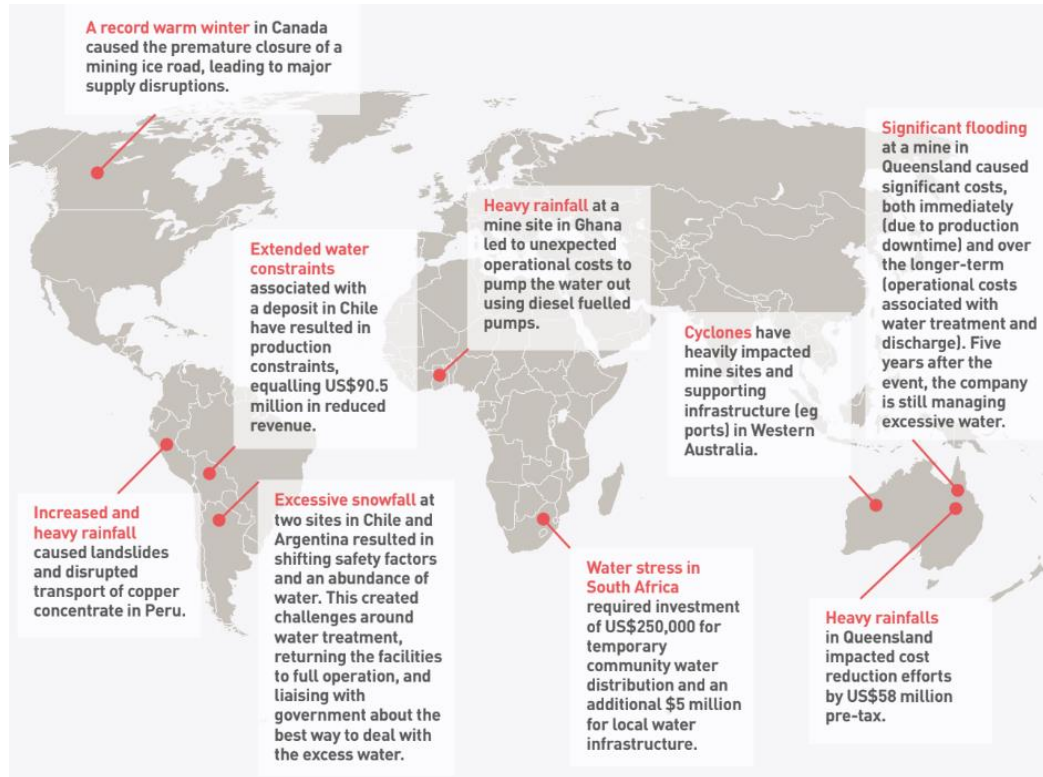 A record warm winter in Canada
caused the premature closure of a
mining ice road, leading to major
supply disruptions.
Extended water
constraints
associated with
a deposit in Chile
have resulted in
production
constraints,
equalling US$90.5
million in reduced
revenue.
Heavy rainfall at a
mine site in Ghana
led to unexpected
operational costs to
pump the water out
using diesel fuelled
pumps.
Significant flooding
at a mine in
Queensland caused
significant costs,
both immediately
(due to production
downtime) and over
the longer-term
(operational costs
associated with
water treatment and
discharge). Five
years after the
event, the company
is still managing
excessive water.
Cyclones have
heavily impacted
mine sites and
supporting
infrastructure (eg
ports) in Western
Australia.
Increased and
heavy rainfall
caused landslides
and disrupted
transport of copper
concentrate in Peru.
Excessive snowfall at
two sites in Chile and
Argentina resulted in
shifting safety factors
and an abundance of
water. This created
challenges around
water treatment,
returning the facilities
to full operation, and
liaising with
government about the
best way to deal with
the excess water.
Water stress in
South Africa
required investment
of US$250,000 for
temporary
community water
distribution and an
additional $5 million
for local water
infrastructure.
Heavy rainfalls
in Queensland
impacted cost
reduction efforts
by US$58 million
pre-tax.